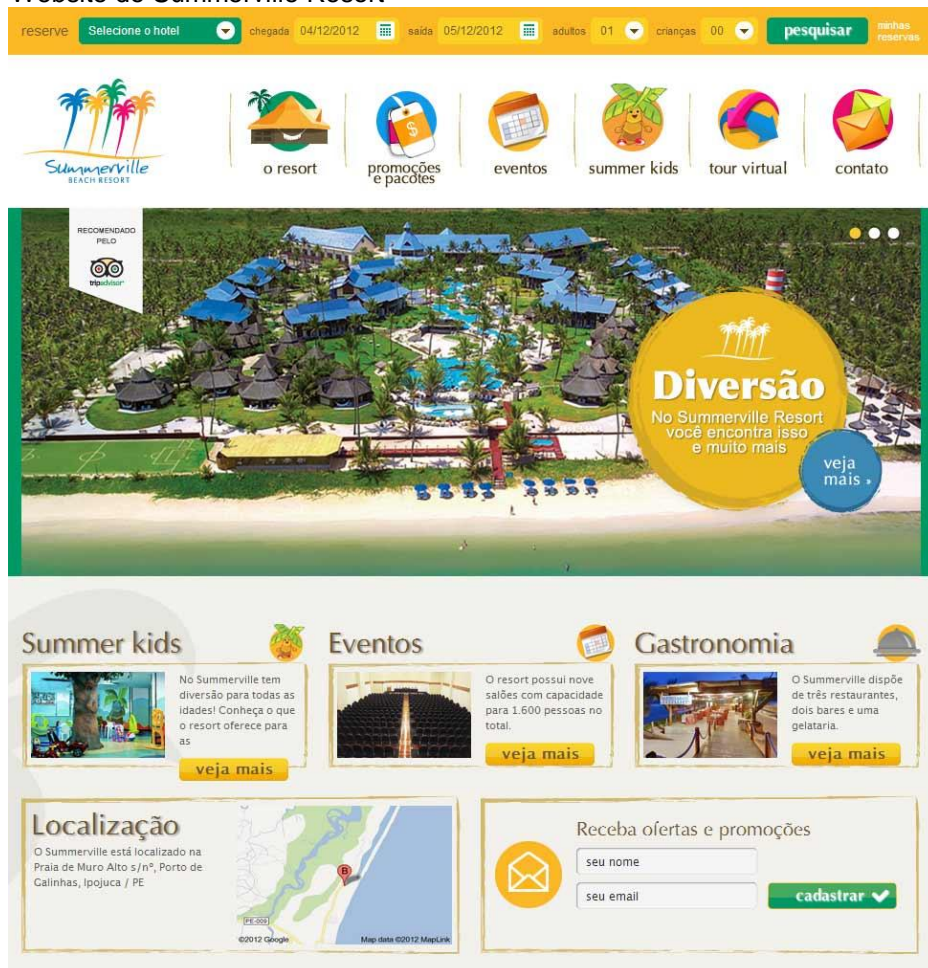 Website do Summerville Resort
reserve Selecione o hotel chegada 04/12/2012 saída 05/12/2012 adultos 01 crianças 00 pesquisar minhas
reservas
Summerville
BEACH RESORT
o resort
promoções
e pacotes
eventos
summer kids
tour virtual
contato
RECOMENDADO
PELO
tripadvisor
Diversão
No Summerville Resort
você encontra isso
e muito mais
veja
mais »
Summer kids
No Summerville tem
diversão para todas as
idades! Conheça o que
o resort oferece para
as
veja mais
Eventos
O resort possui nove
salões com capacidade
para 1.600 pessoas no
total.
veja mais
Gastronomia
O Summerville dispõe
de três restaurantes,
dois bares e uma
gelataria.
veja mais
Localização
O Summerville está localizado na
Praia de Muro Alto s/nº, Porto de
Galinhas, Ipojuca / PE
B
PE-009
©2012 Google Map data ©2012 MapLink
Receba ofertas e promoções
seu nome
seu email
cadastrar